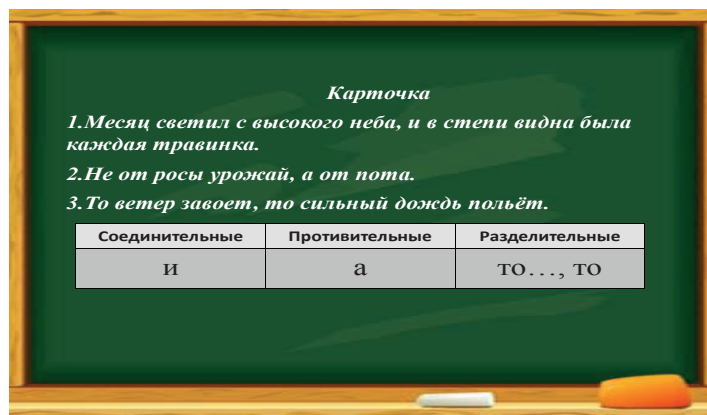 Карточка
1.Месяц светил с высокого неба, и в степи видна была
каждая травинка.
2.Не от росы урожай, а от пота.
3.То ветер завоет, то сильный дождь польёт.
Соединительные Противительные Разделительные
и а то…, то